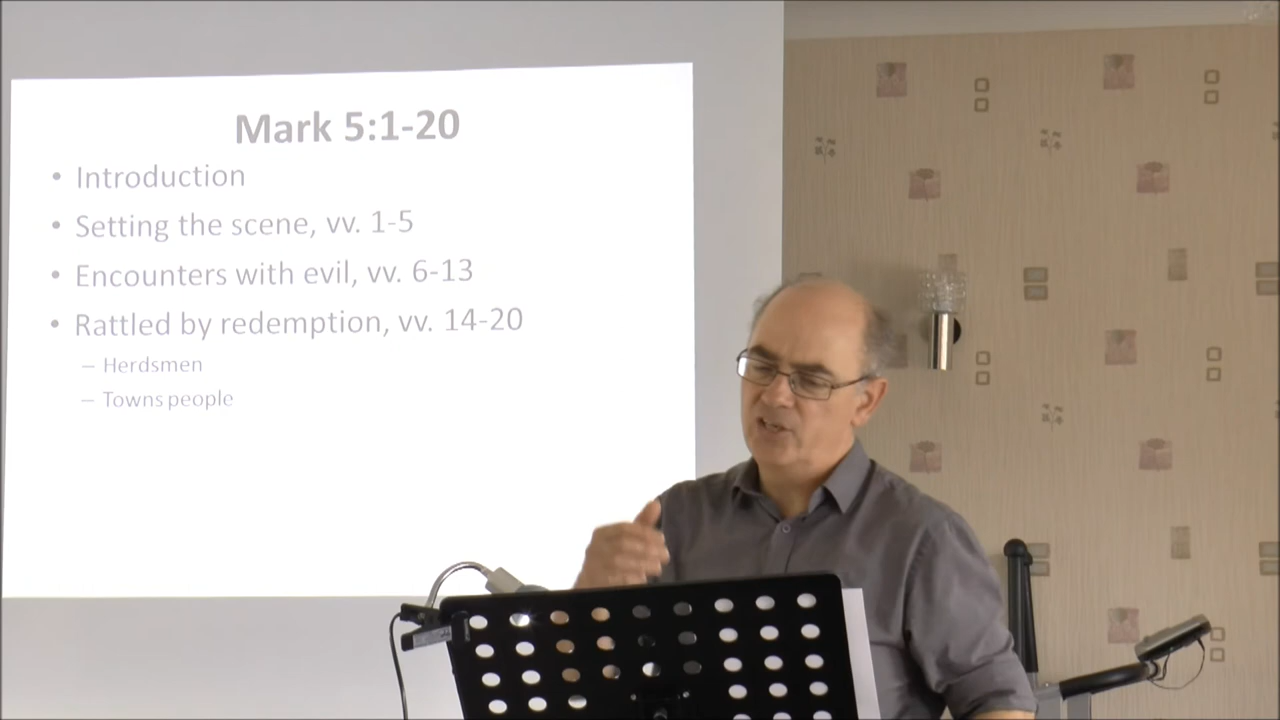 Mark 5:1-20
• Introduction
• Setting the scene, vv. 1-5
• Encounters with evil, vv. 6-13
• Rattled by redemption, vv. 14-20
– Herdsmen
– Towns people